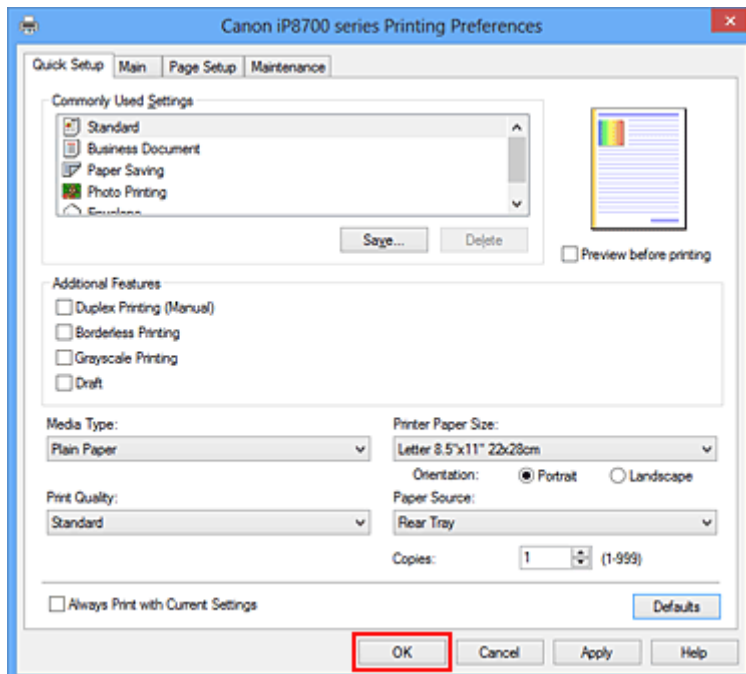 Canon iP8700 series Printing Preferences
Quick Setup Main Page Setup Maintenance
Commonly Used Settings
Standard
Business Document
Paper Saving
Photo Printing
Envelope
Save... Delete
Preview before printing
Additional Features
Duplex Printing (Manual)
Borderless Printing
Grayscale Printing
Draft
Media Type: Printer Paper Size:
Plain Paper Letter 8.5"x11" 22x28cm
Orientation: Portrait Landscape
Print Quality: Paper Source:
Standard Rear Tray
Copies: 1 (1-999)
Always Print with Current Settings Defaults
OK Cancel Apply Help